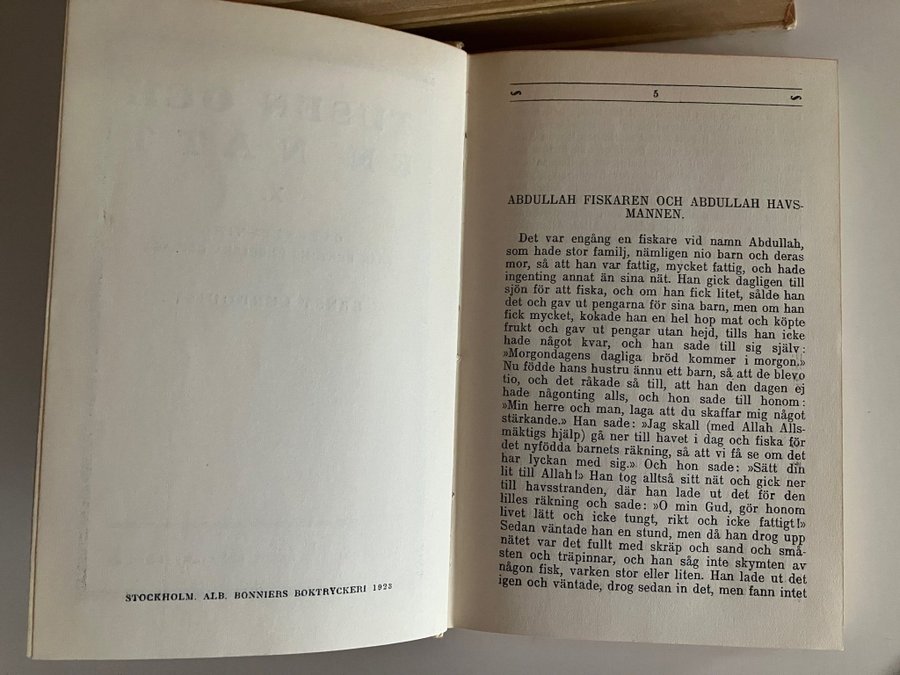 STOCKHOLM. ALB. BONNIERS BOKTRYCKERI 1923
5
ABDULLAH FISKAREN OCH ABDULLAH HAVS-
MANNEN.
Det var engång en fiskare vid namn Abdullah,
som hade stor familj, nämligen nio barn och deras
mor, så att han var fattig, mycket fattig, och hade
ingenting annat än sina nät. Han gick dagligen till
sjön för att fiska, och om han fick litet, sålde han
det och gav ut pengarna för sina barn, men om han
fick mycket, kokade han en hel hop mat och köpte
frukt och gav ut pengar utan hejd, tills han icke
hade något kvar, och han sade till sig själv:
»Morgondagens dagliga bröd kommer i morgon.»
Nu födde hans hustru ännu ett barn, så att de blevo
tio, och det råkade så till, att han den dagen ej
hade någonting alls, och hon sade till honom:
»Min herre och man, laga att du skaffar mig något
stärkande.» Han sade: »Jag skall (med Allah Alls-
mäktigs hjälp) gå ner till havet i dag och fiska för
det nyfödda barnets räkning, så att vi få se om det
har lyckan med sig.» Och hon sade: »Sätt din
lit till Allah!» Han tog alltså sitt nät och gick ner
till havsstranden, där han lade ut det för den
lilles räkning och sade: »O min Gud, gör honom
livet lätt och icke tungt, rikt och icke fattigt!»
Sedan väntade han en stund, men då han drog upp
nätet var det fullt med skräp och sand och små-
sten och träpinnar, och han såg inte skymten av
någon fisk, varken stor eller liten. Han lade ut det
igen och väntade, drog sedan in det, men fann intet